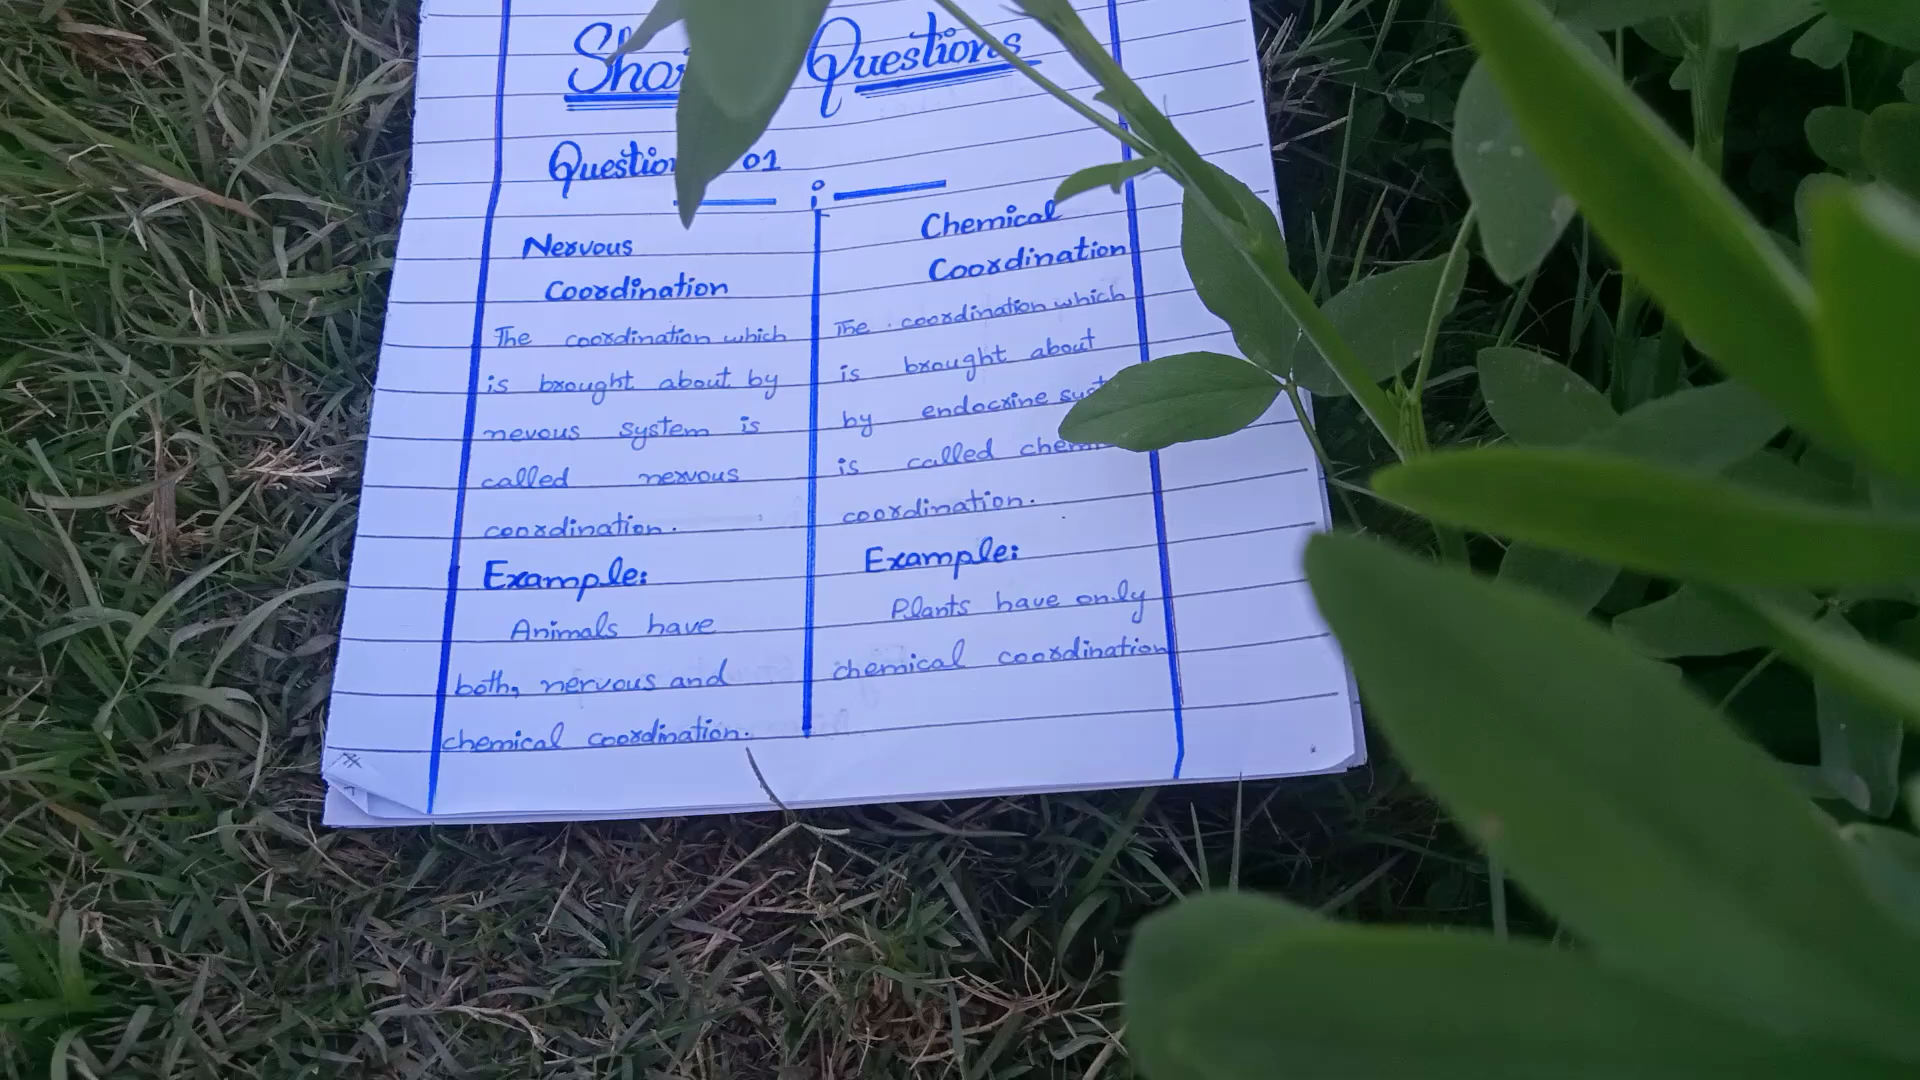 Questions
01
Nervous
Coordination
The coordination which
is brought about by
nevous system is
called nervous
coordination.
Example:
Animals have
both, nervous and
chemical coordination.
Chemical
Coordination
The coordination which
is brought about
by endocrine
is called
coordination.
Example:
Plants have only
chemical coordination